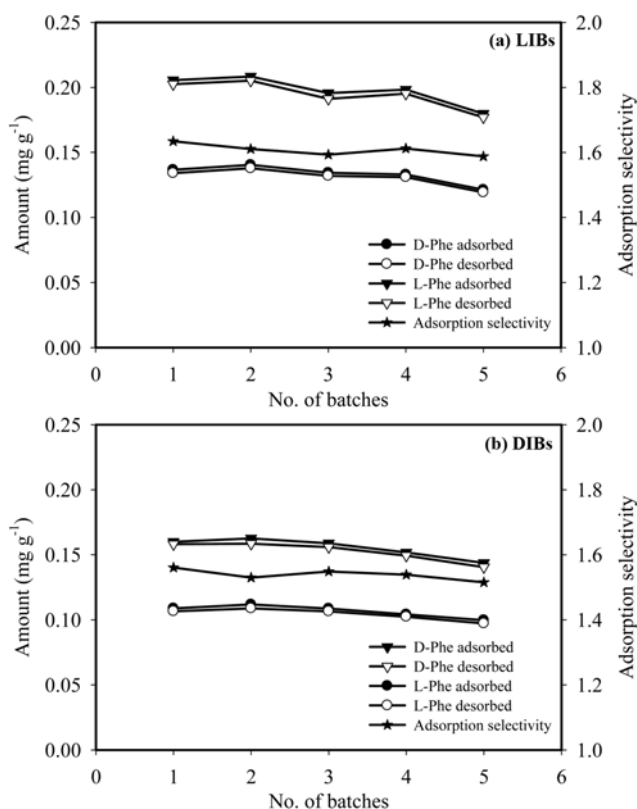 (a) LIBs
Amount (mg g⁻¹)
0.25
0.20
0.15
0.10
0.05
0.00
2.0
1.8
1.6
1.4
1.2
1.0
Adsorption selectivity
D-Phe adsorbed
D-Phe desorbed
L-Phe adsorbed
L-Phe desorbed
Adsorption selectivity
0 1 2 3 4 5 6
No. of batches
(b) DIBs
Amount (mg g⁻¹)
0.25
0.20
0.15
0.10
0.05
0.00
2.0
1.8
1.6
1.4
1.2
1.0
Adsorption selectivity
D-Phe adsorbed
D-Phe desorbed
L-Phe adsorbed
L-Phe desorbed
Adsorption selectivity
0 1 2 3 4 5 6
No. of batches